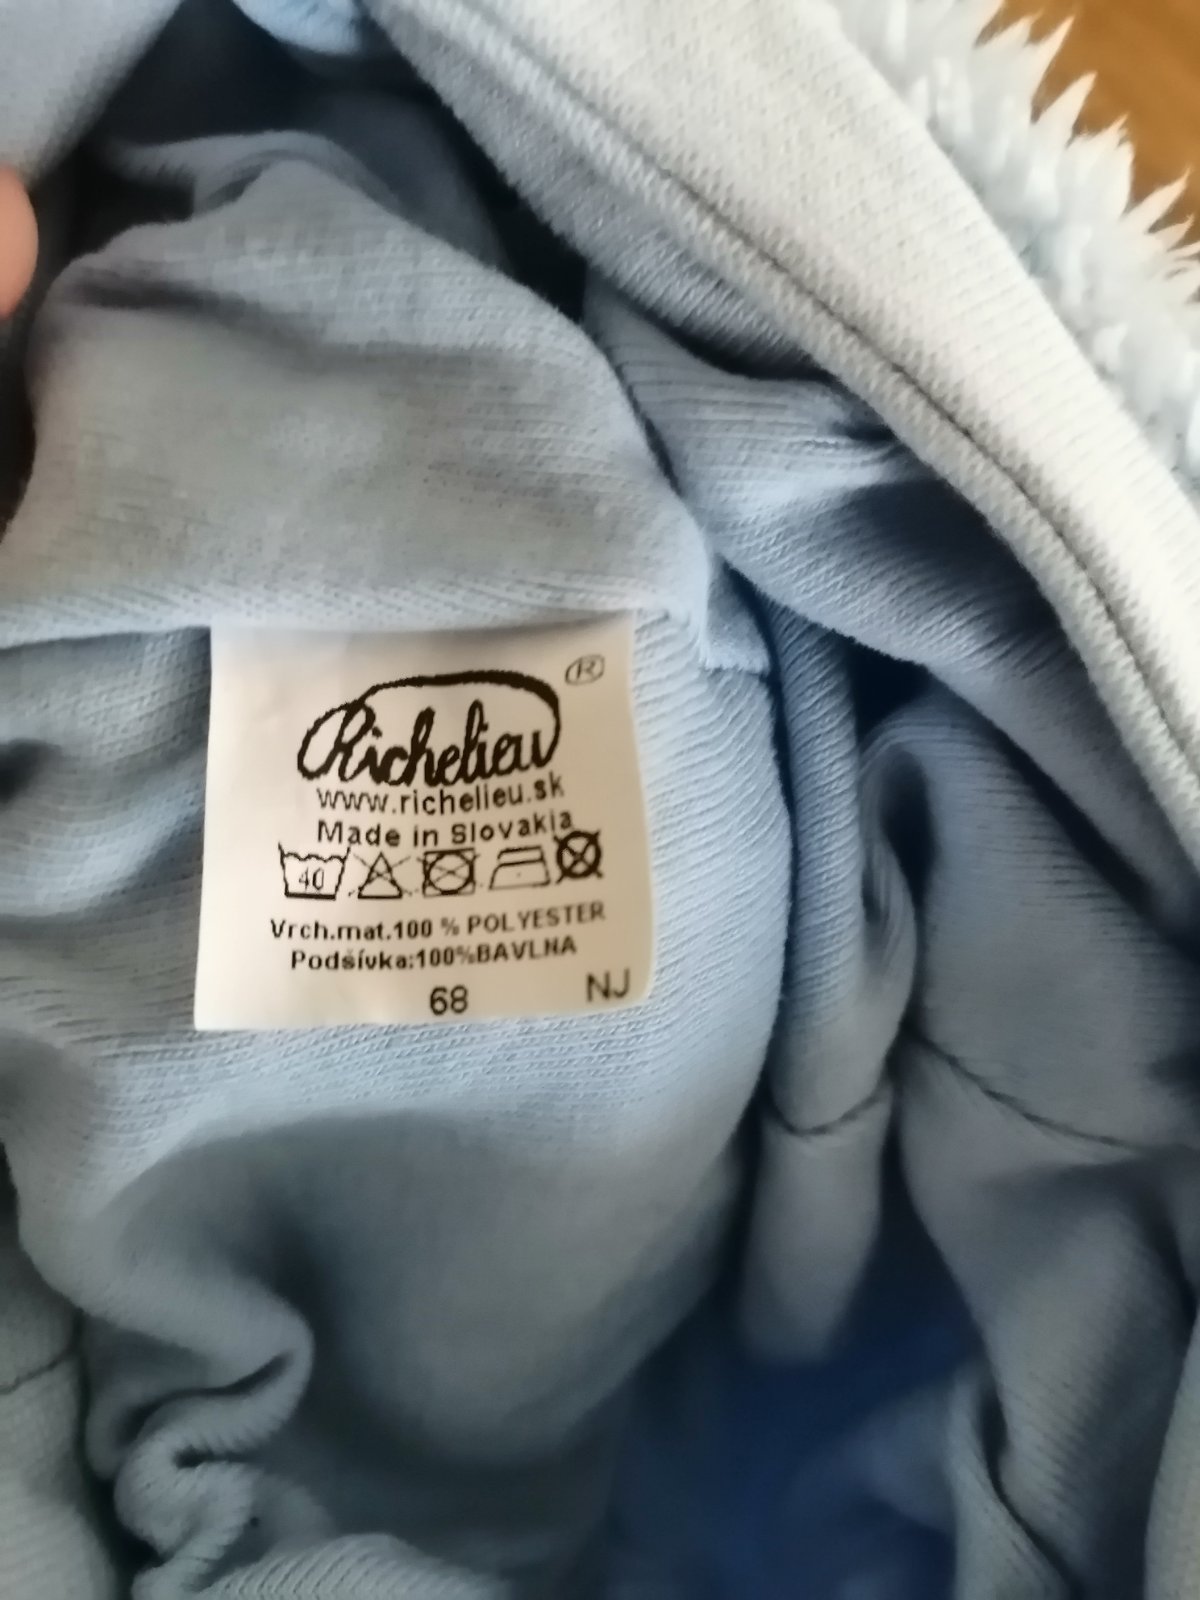 ®
Richelieu
www.richelieu.sk
Made in Slovakia
40
Vrch.mat.100 % POLYESTER
Podšívka:100%BAVLNA
68 NJ